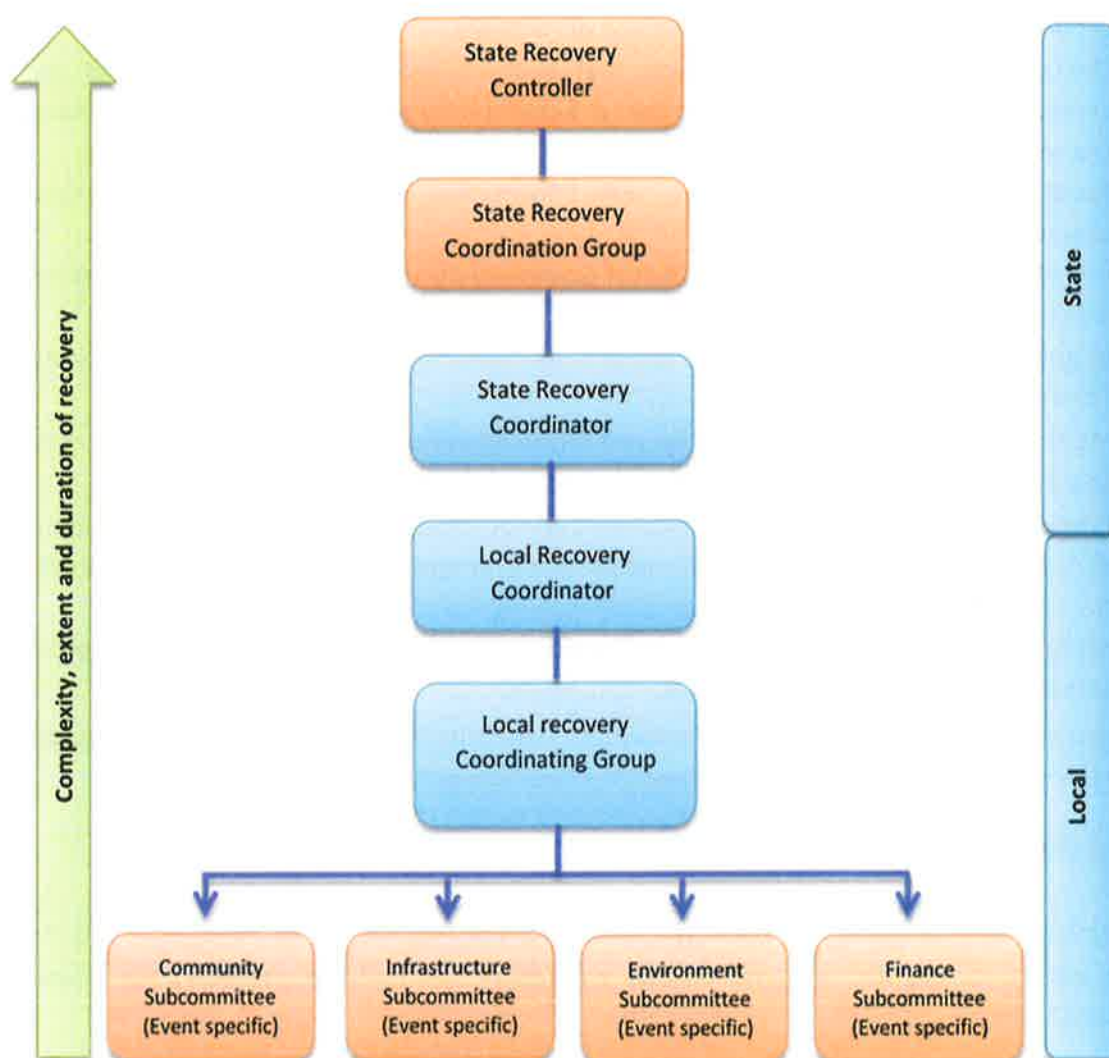 State Recovery
Controller
State Recovery
Coordination Group
State Recovery
Coordinator
Local Recovery
Coordinator
Local recovery
Coordinating Group
Community
Subcommittee
(Event specific)
Infrastructure
Subcommittee
(Event specific)
Environment
Subcommittee
(Event specific)
Finance
Subcommittee
(Event specific)
Complexity, extent and duration of recovery
State
Local